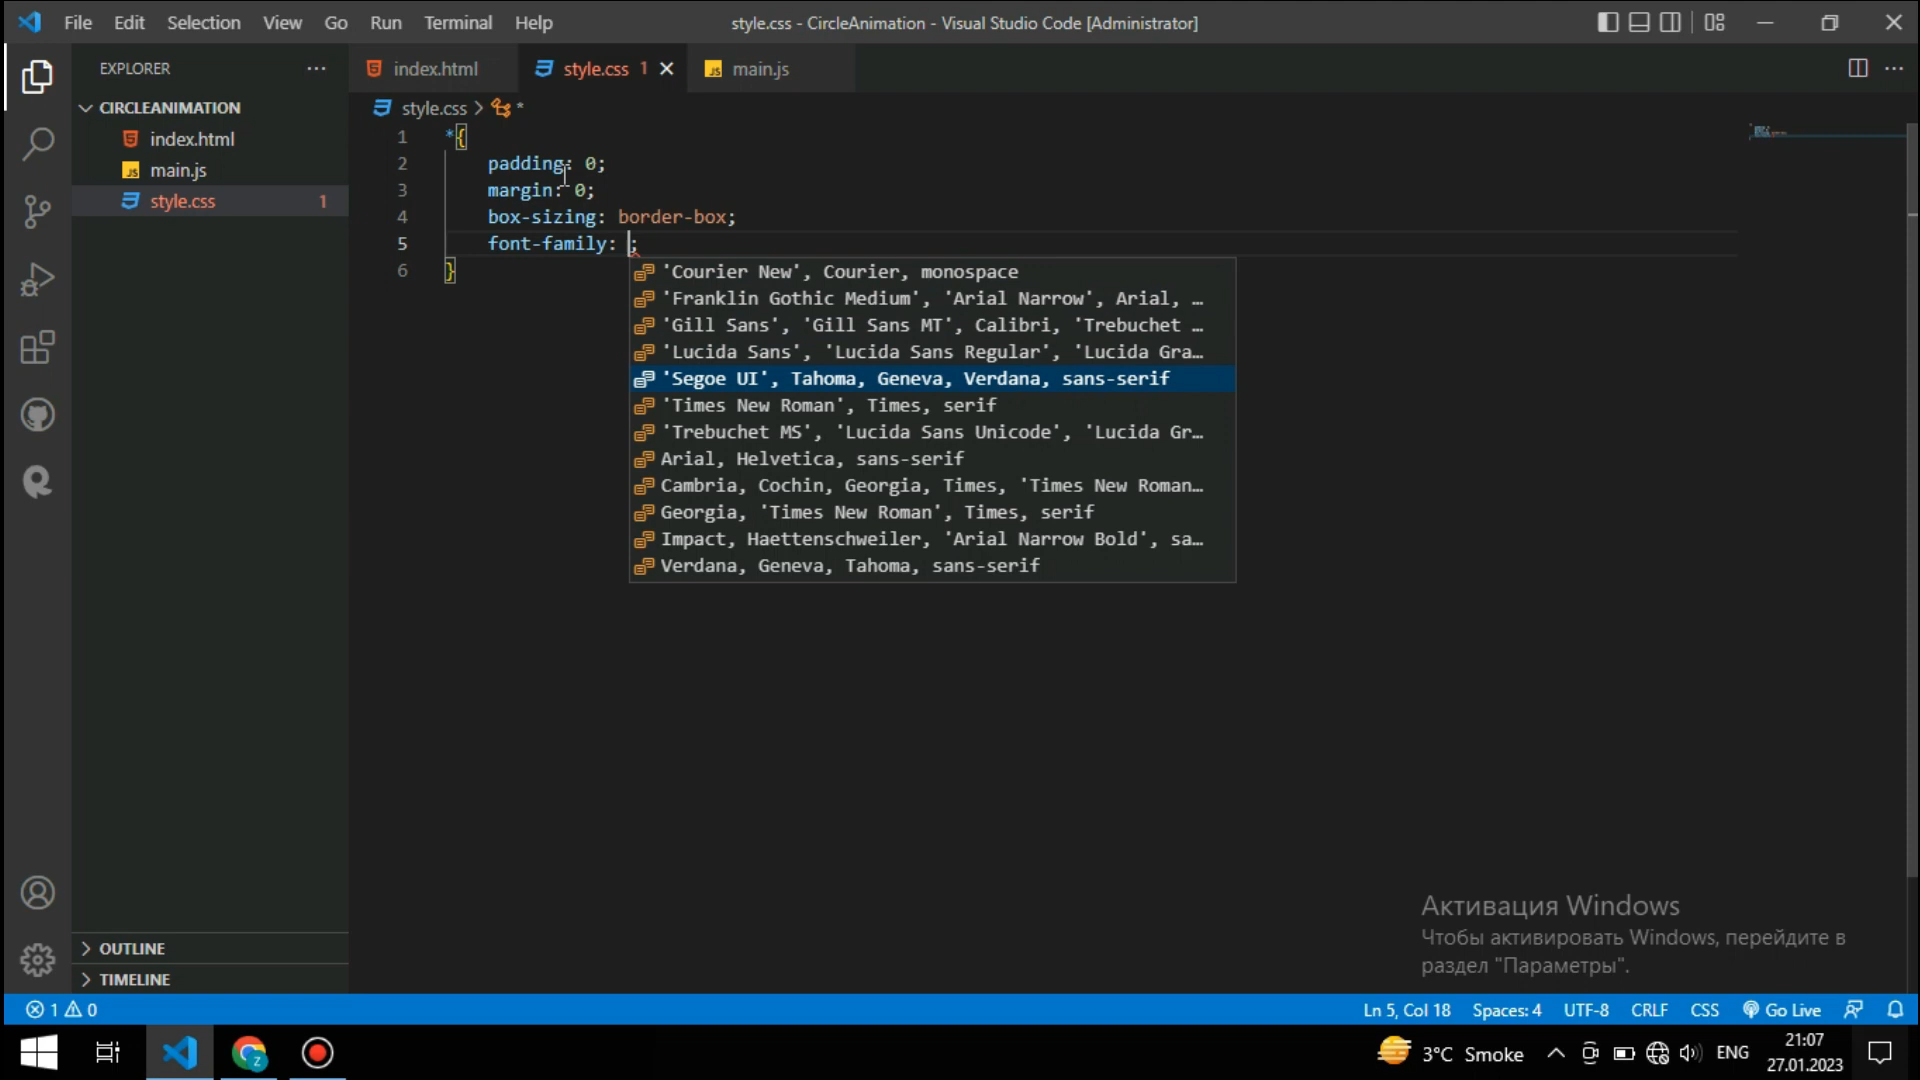 File Edit Selection View Go Run Terminal Help style.css - CircleAnimation - Visual Studio Code [Administrator]
EXPLORER
index.html
style.css 1
main.js
CIRCLEANIMATION
index.html
main.js
style.css 1
style.css > *
1 *{
2 padding: 0;
3 margin: 0;
4 box-sizing: border-box;
5 font-family: ;
6 }
'Courier New', Courier, monospace
'Franklin Gothic Medium', 'Arial Narrow', Arial, …
'Gill Sans', 'Gill Sans MT', Calibri, 'Trebuchet …
'Lucida Sans', 'Lucida Sans Regular', 'Lucida Gra…
'Segoe UI', Tahoma, Geneva, Verdana, sans-serif
'Times New Roman', Times, serif
'Trebuchet MS', 'Lucida Sans Unicode', 'Lucida Gr…
Arial, Helvetica, sans-serif
Cambria, Cochin, Georgia, Times, 'Times New Roman…
Georgia, 'Times New Roman', Times, serif
Impact, Haettenschweiler, 'Arial Narrow Bold', sa…
Verdana, Geneva, Tahoma, sans-serif
Активация Windows
Чтобы активировать Windows, перейдите в
раздел "Параметры".
OUTLINE
TIMELINE
1 0 Ln 5, Col 18 Spaces: 4 UTF-8 CRLF CSS Go Live
3°C Smoke ENG
21:07
27.01.2023